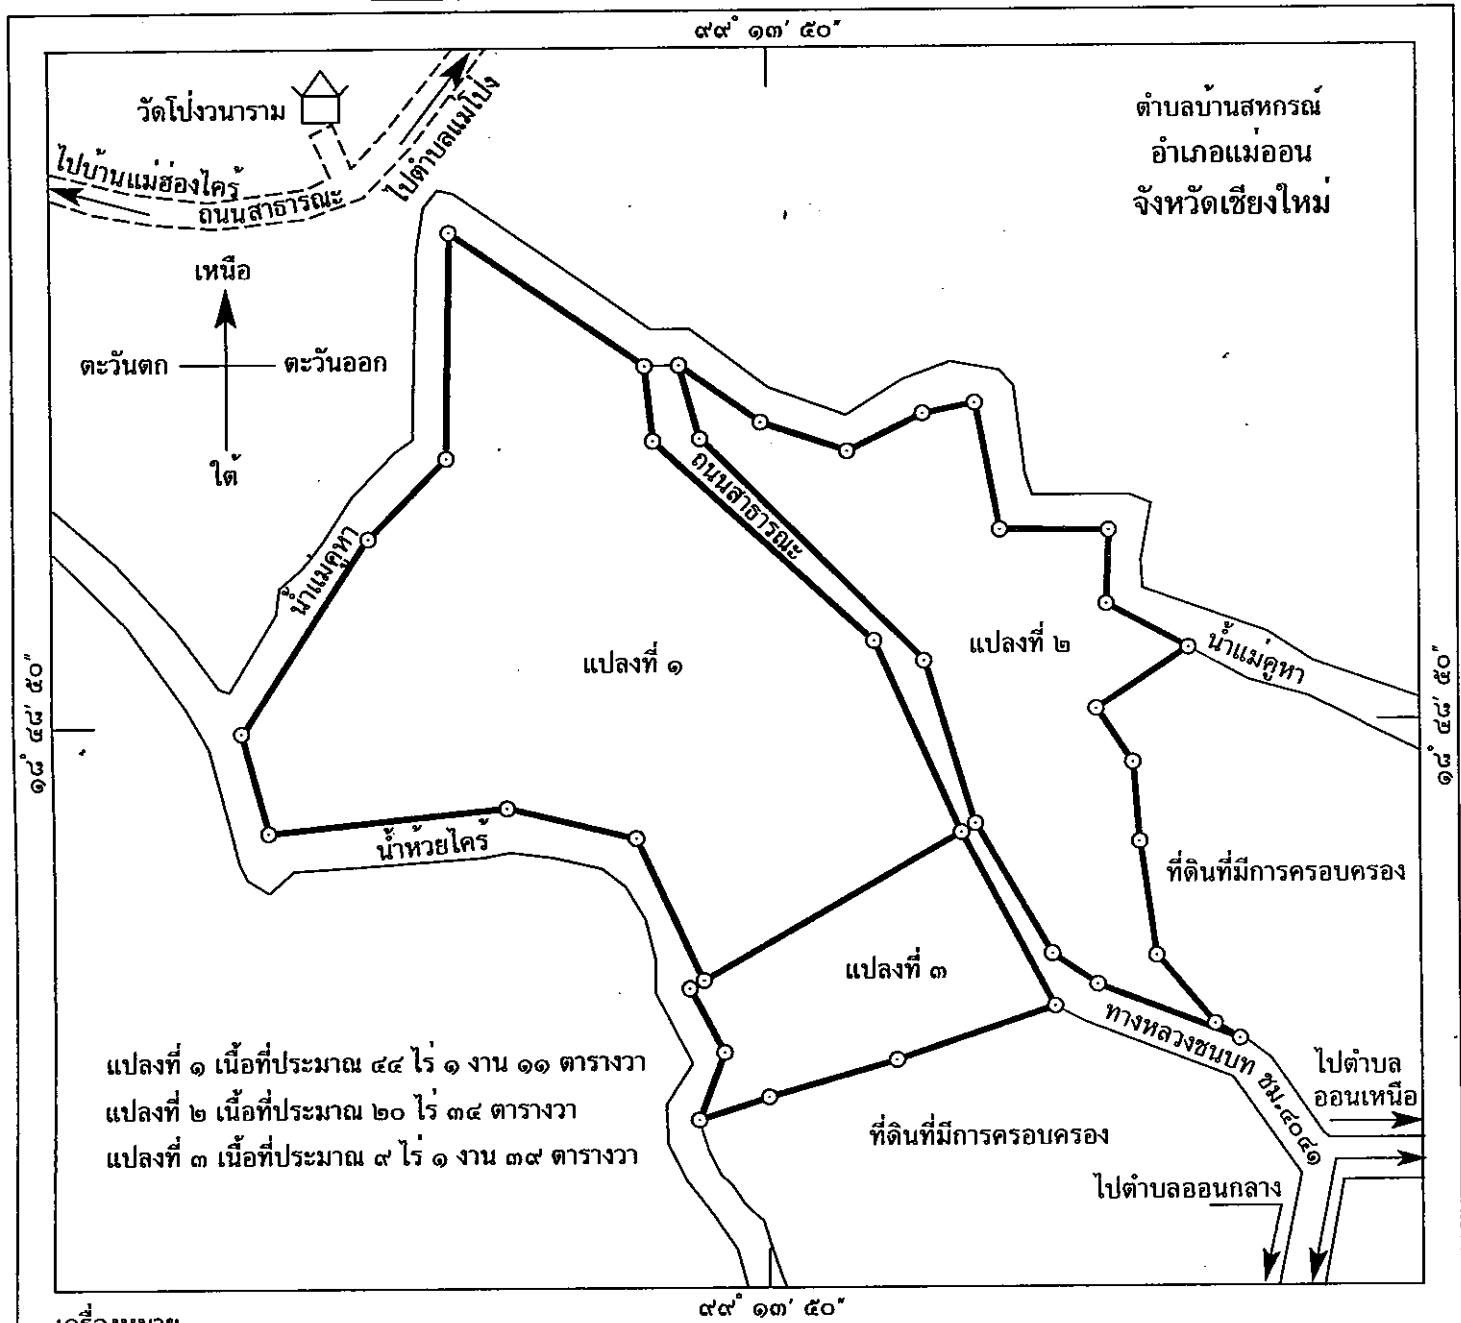 ๙๙° ๑๓′ ๕๐″
วัดโป่งวนาราม
ไปตำบลแม่โป่ง
ตำบลบ้านสหกรณ์
อำเภอแม่ออน
จังหวัดเชียงใหม่
ไปบ้านแม่ฮ่องไคร้
ถนนสาธารณะ
เหนือ
ตะวันตก
ตะวันออก
ใต้
ถนนสาธารณะ
น้ำแม่คูหา
แปลงที่ ๑
แปลงที่ ๒
น้ำแม่คูหา
๑๘° ๔๘′ ๕๐″
๑๘° ๔๘′ ๕๐″
น้ำห้วยไคร้
ที่ดินที่มีการครอบครอง
แปลงที่ ๓
ทางหลวงชนบท ชม.๔๐๔๑
แปลงที่ ๑ เนื้อที่ประมาณ ๔๔ ไร่ ๑ งาน ๑๑ ตารางวา
แปลงที่ ๒ เนื้อที่ประมาณ ๒๐ ไร่ ๓๔ ตารางวา
แปลงที่ ๓ เนื้อที่ประมาณ ๙ ไร่ ๑ งาน ๓๙ ตารางวา
ไปตำบล
ออนเหนือ
ที่ดินที่มีการครอบครอง
ไปตำบลออนกลาง
๙๙° ๑๓′ ๕๐″